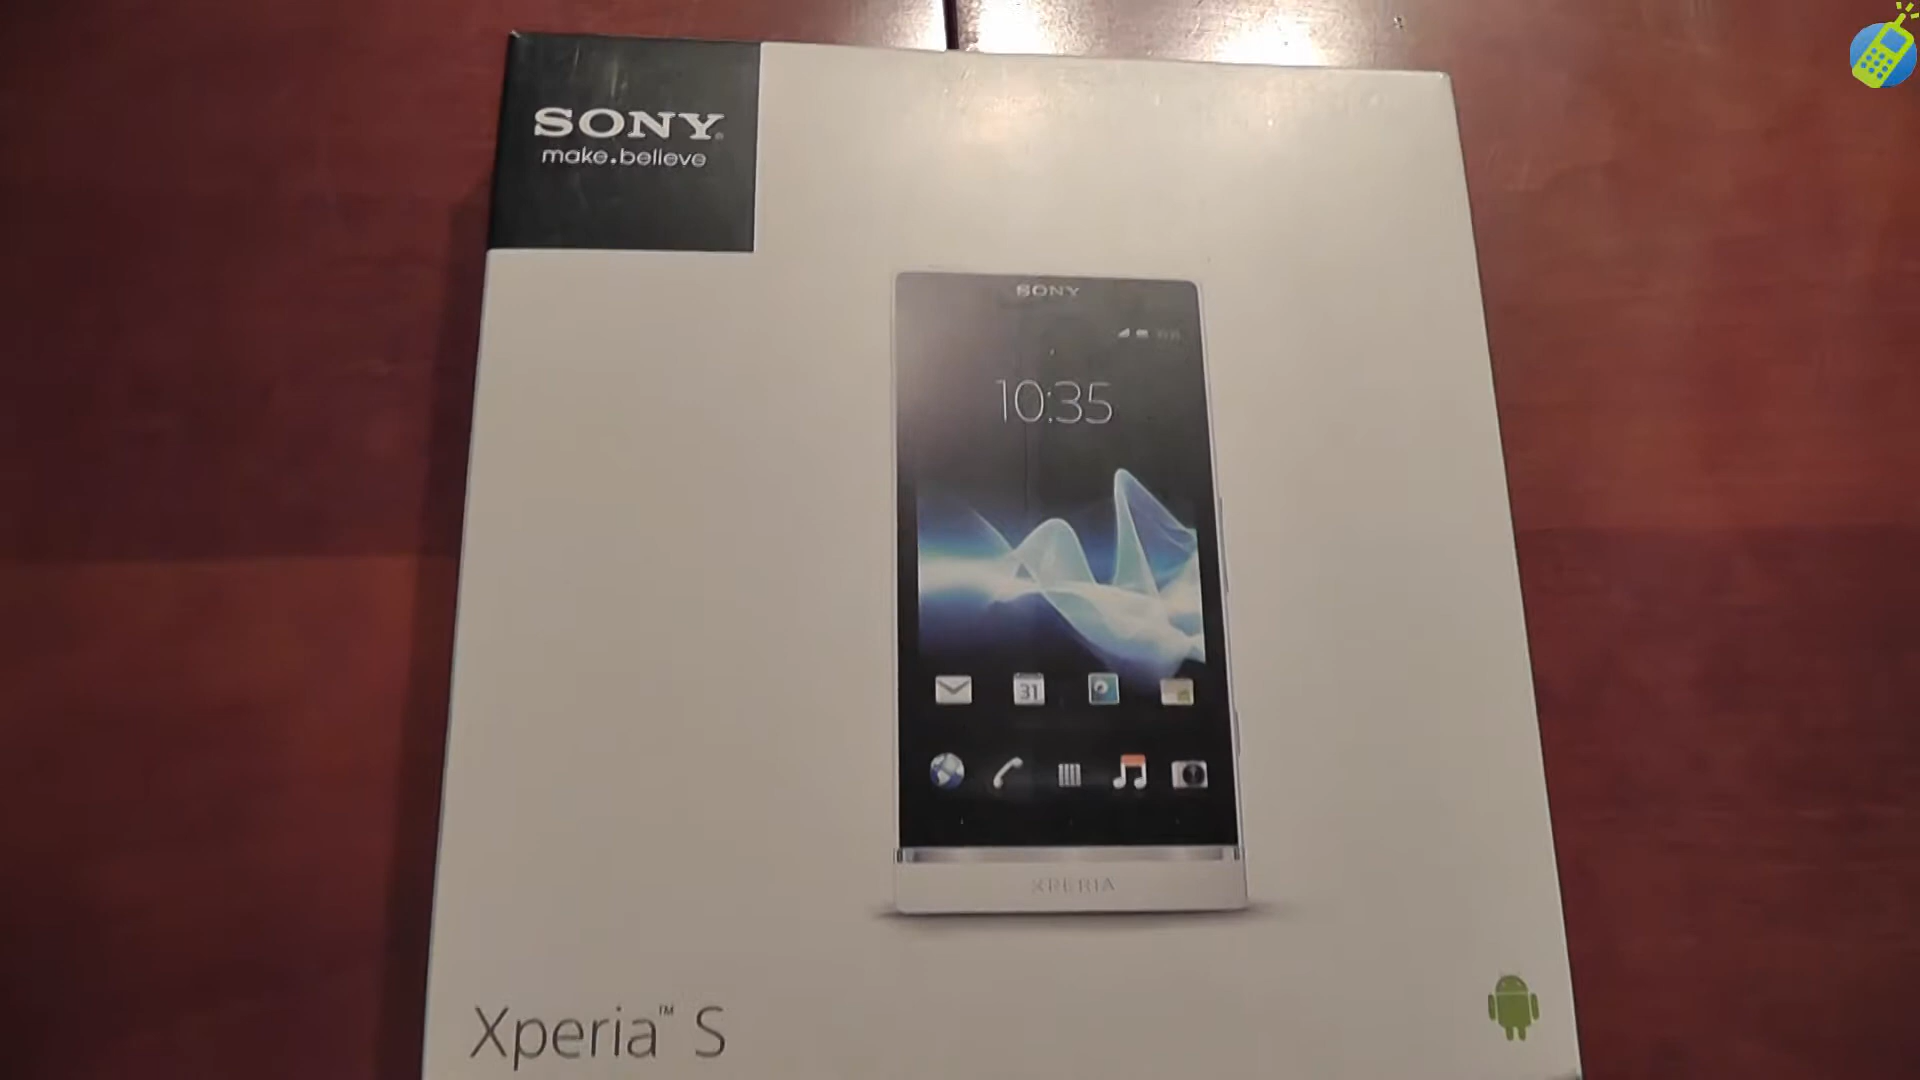 SONY
make.believe
SONY
10:35
31
XPERIA
Xperia™ S